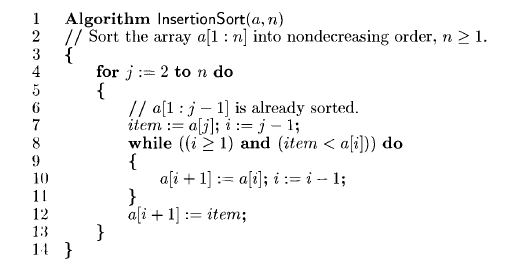 1 Algorithm InsertionSort(a, n)
2 // Sort the array a[1 : n] into nondecreasing order, n ≥ 1.
3 {
4 for j := 2 to n do
5 {
6 // a[1 : j − 1] is already sorted.
7 item := a[j]; i := j − 1;
8 while ((i ≥ 1) and (item < a[i])) do
9 {
10 a[i + 1] := a[i]; i := i − 1;
11 }
12 a[i + 1] := item;
13 }
14 }